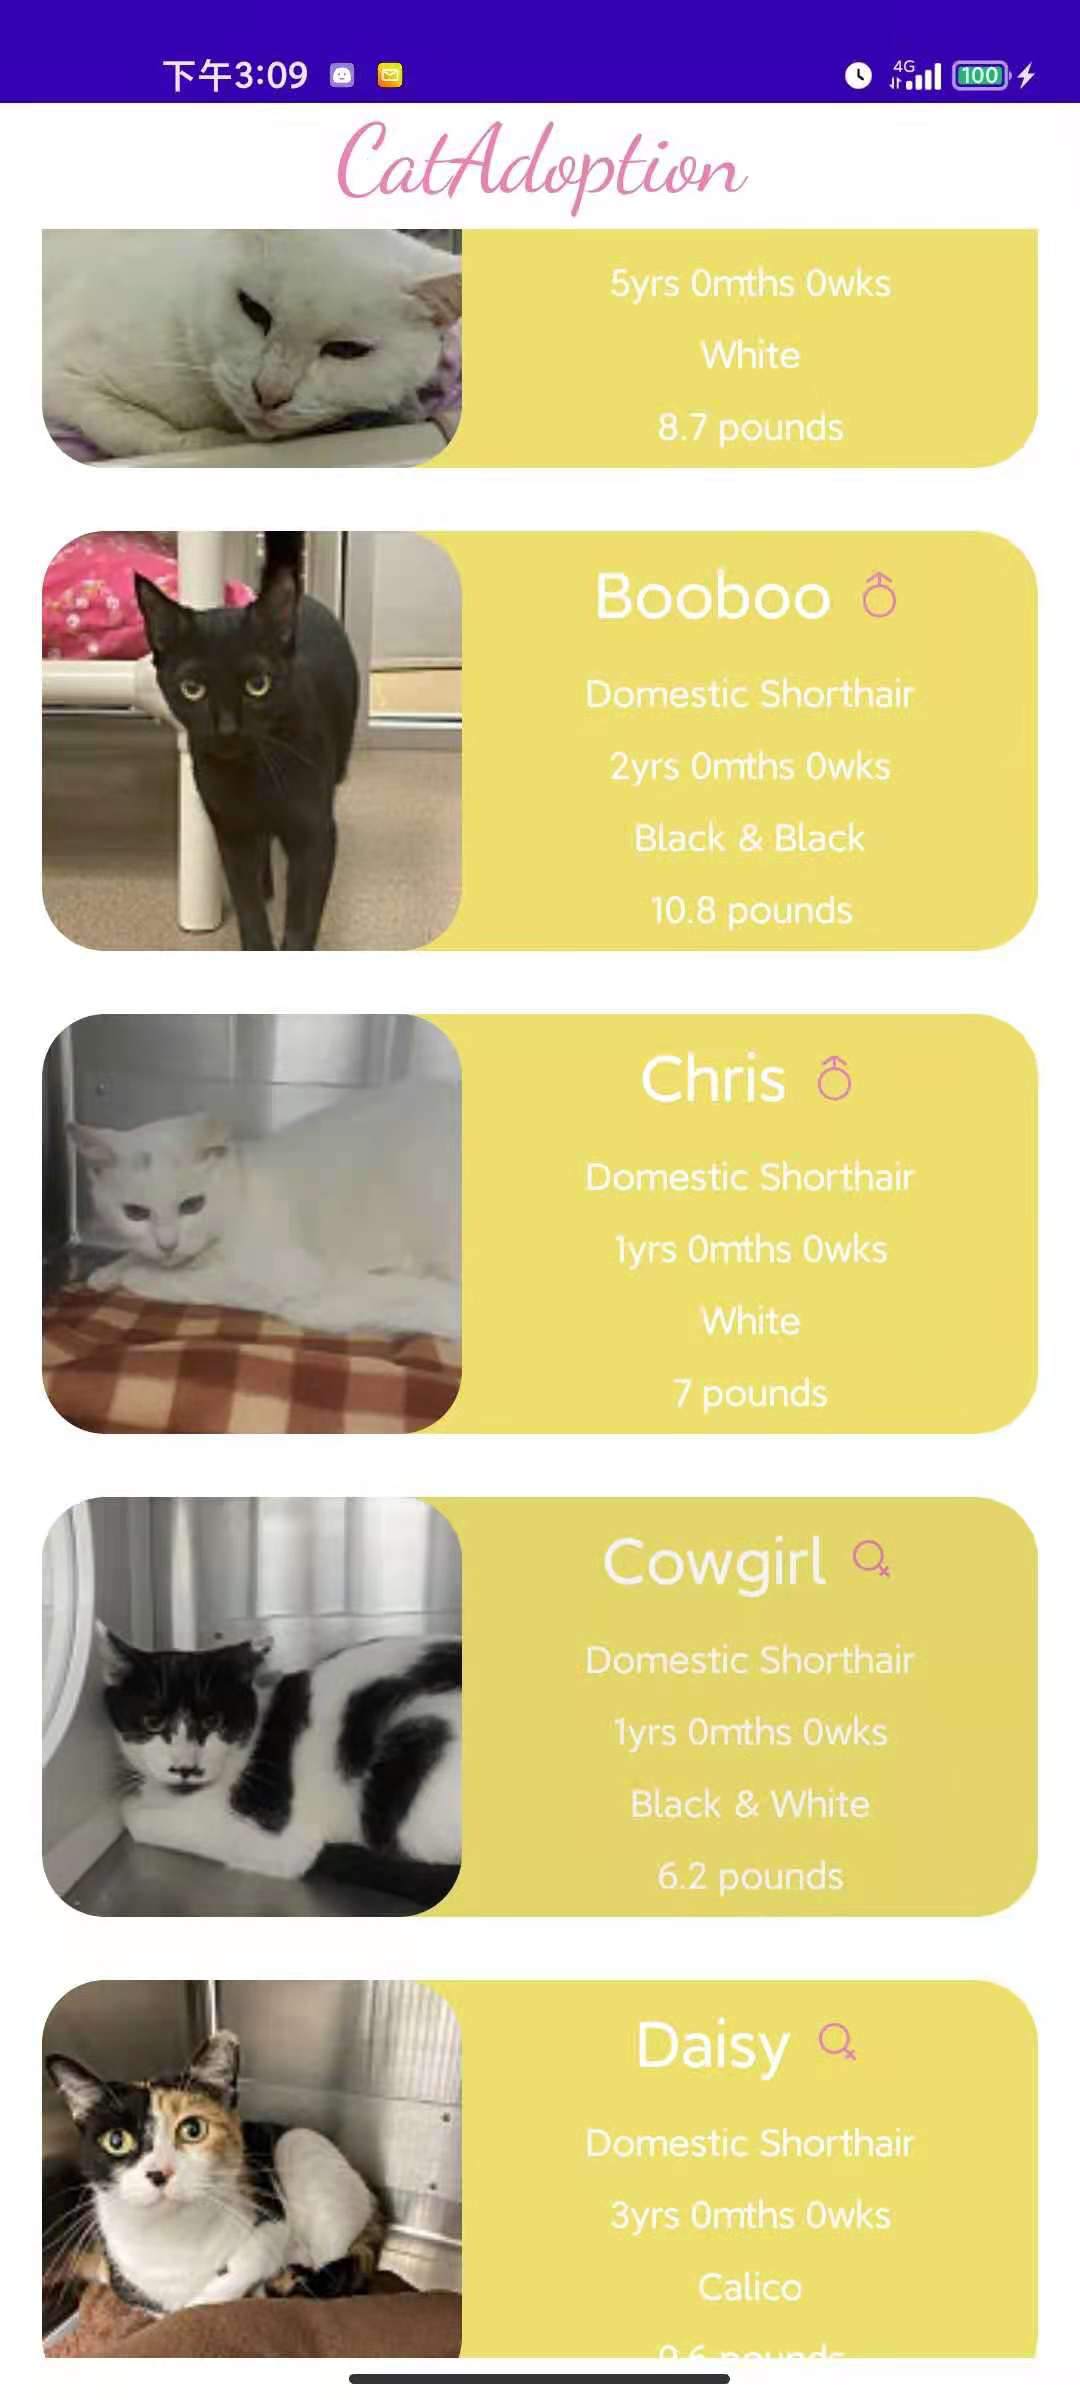 下午3:09
4G
100
CatAdoption
5yrs 0mths 0wks
White
8.7 pounds
Booboo
Domestic Shorthair
2yrs 0mths 0wks
Black & Black
10.8 pounds
Chris
Domestic Shorthair
1yrs 0mths 0wks
White
7 pounds
Cowgirl
Domestic Shorthair
1yrs 0mths 0wks
Black & White
6.2 pounds
Daisy
Domestic Shorthair
3yrs 0mths 0wks
Calico